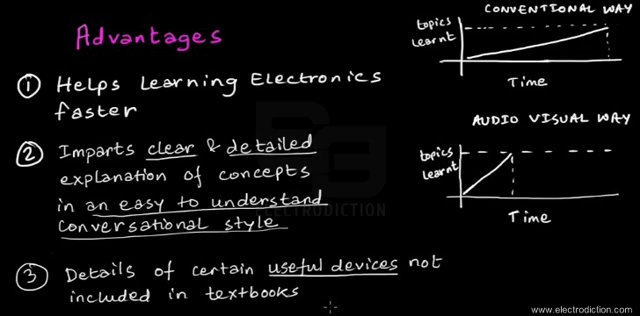 Advantages
① Helps Learning Electronics
faster
② Imparts clear & detailed
explanation of concepts
in an easy to understand
conversational style
③ Details of certain useful devices not
included in textbooks
CONVENTIONAL WAY
topics
learnt
Time
AUDIO VISUAL WAY
topics
learnt
Time
ELECTRODICTION
www.electrodiction.com